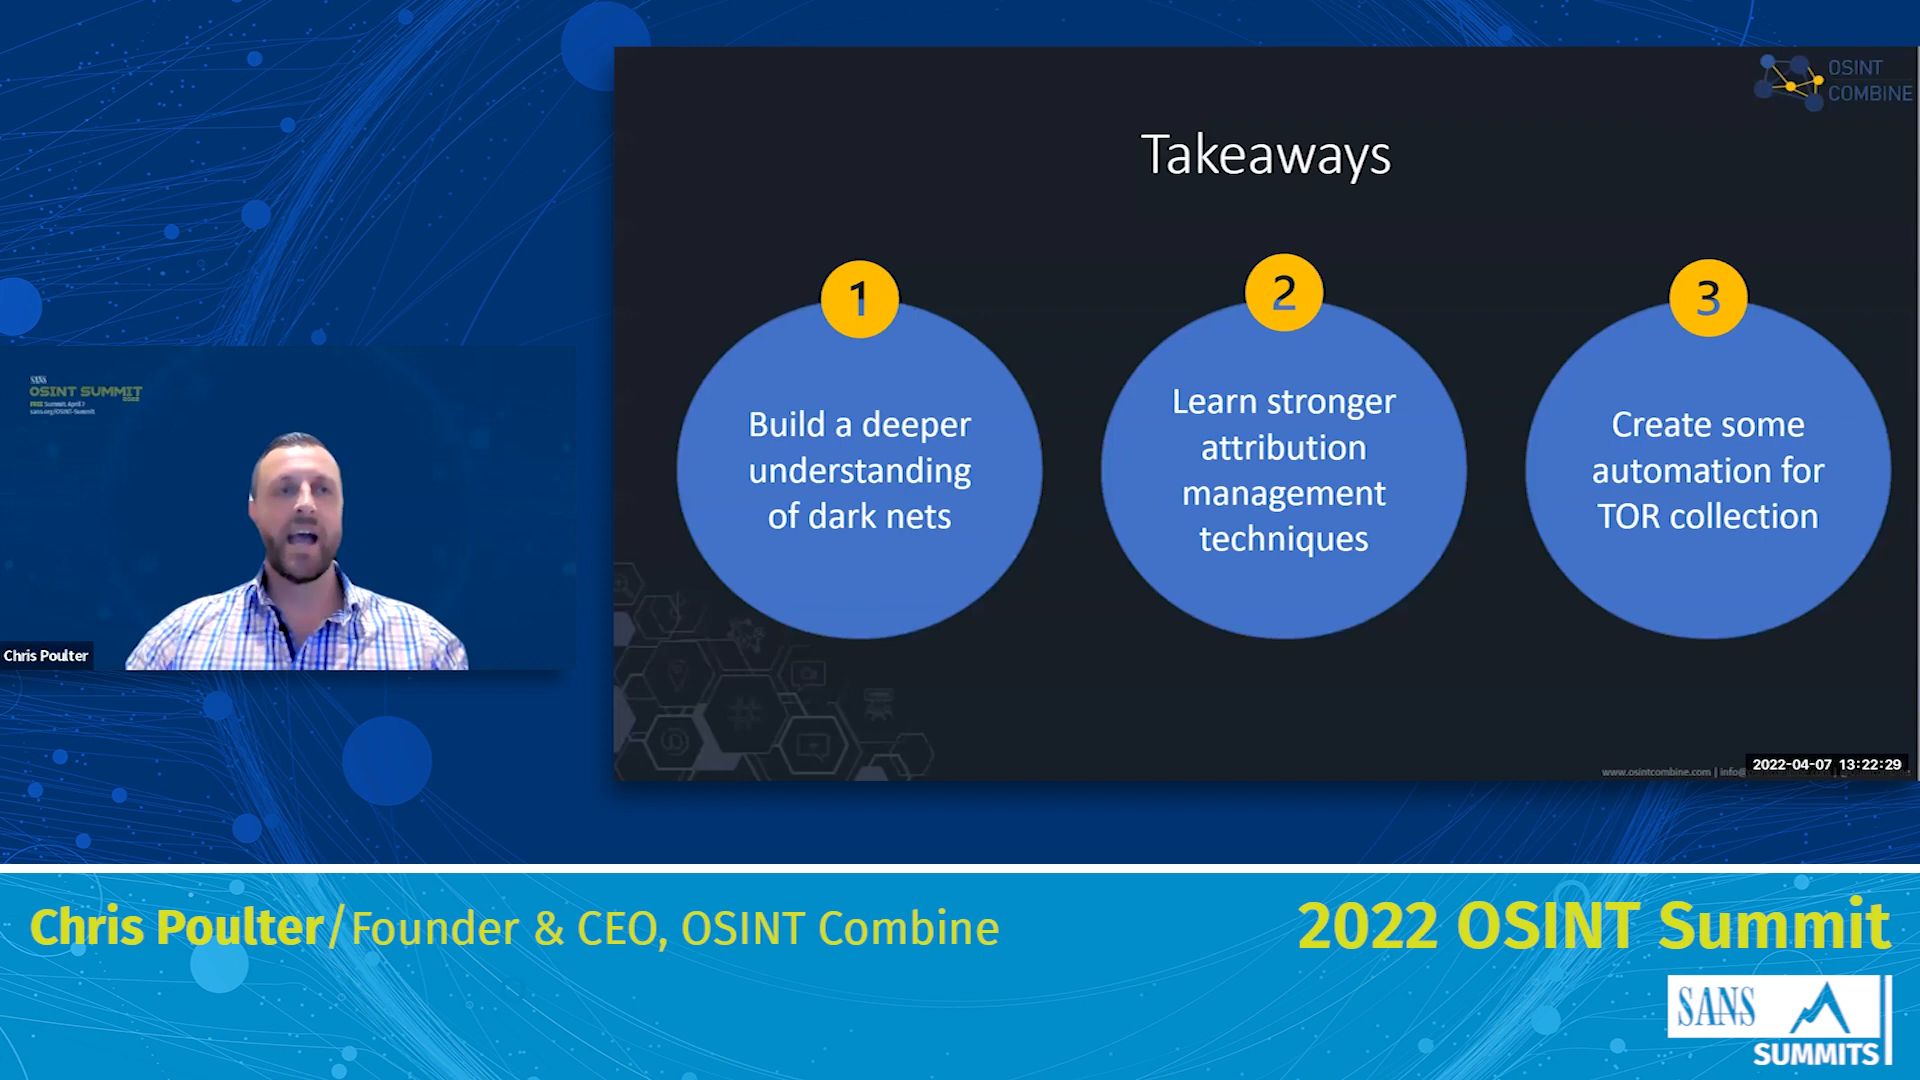 OSINT
COMBINE
Takeaways
1
Build a deeper
understanding
of dark nets
2
Learn stronger
attribution
management
techniques
3
Create some
automation for
TOR collection
www.osintcombine.com | info@
2022-04-07 13:22:29
SANS
OSINT SUMMIT
2022
FREE Summit: April 7
sans.org/OSINT-Summit
Chris Poulter
Chris Poulter/Founder & CEO, OSINT Combine
2022 OSINT Summit
SANS
SUMMITS